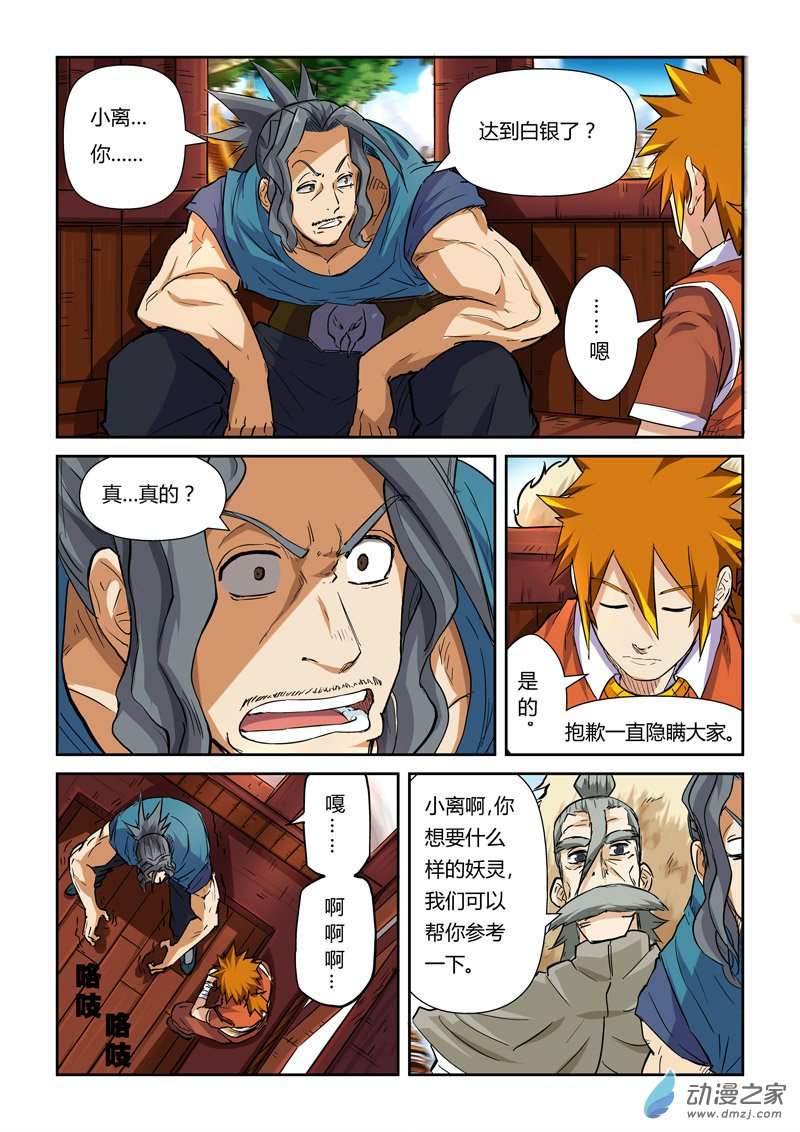 小离…
你……
达到白银了？
……
嗯
真…真的？
是的。
抱歉一直隐瞒大家。
嘎
……
啊
啊
啊
…
咯吱
咯吱
小离啊,你
想要什么
样的妖灵，
我们可以
帮你参考
一下。
动漫之家
www.dmzj.com